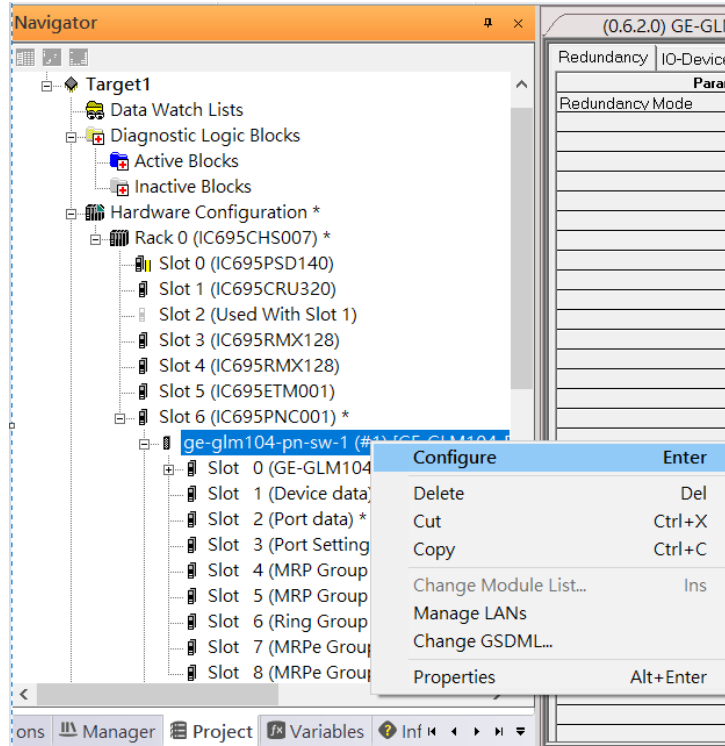 Navigator
Target1
Data Watch Lists
Diagnostic Logic Blocks
Active Blocks
Inactive Blocks
Hardware Configuration *
Rack 0 (IC695CHS007) *
Slot 0 (IC695PSD140)
Slot 1 (IC695CRU320)
Slot 2 (Used With Slot 1)
Slot 3 (IC695RMX128)
Slot 4 (IC695RMX128)
Slot 5 (IC695ETM001)
Slot 6 (IC695PNC001) *
ge-glm104-pn-sw-1 (#1) [GE-GLM104-
Slot 0 (GE-GLM104
Slot 1 (Device data)
Slot 2 (Port data) *
Slot 3 (Port Setting
Slot 4 (MRP Group
Slot 5 (MRP Group
Slot 6 (Ring Group
Slot 7 (MRPe Group
Slot 8 (MRPe Group
Configure Enter
Delete Del
Cut Ctrl+X
Copy Ctrl+C
Change Module List... Ins
Manage LANs
Change GSDML...
Properties Alt+Enter
ons Manager Project Variables Inf
(0.6.2.0) GE-GL
Redundancy IO-Device
Para
Redundancy Mode